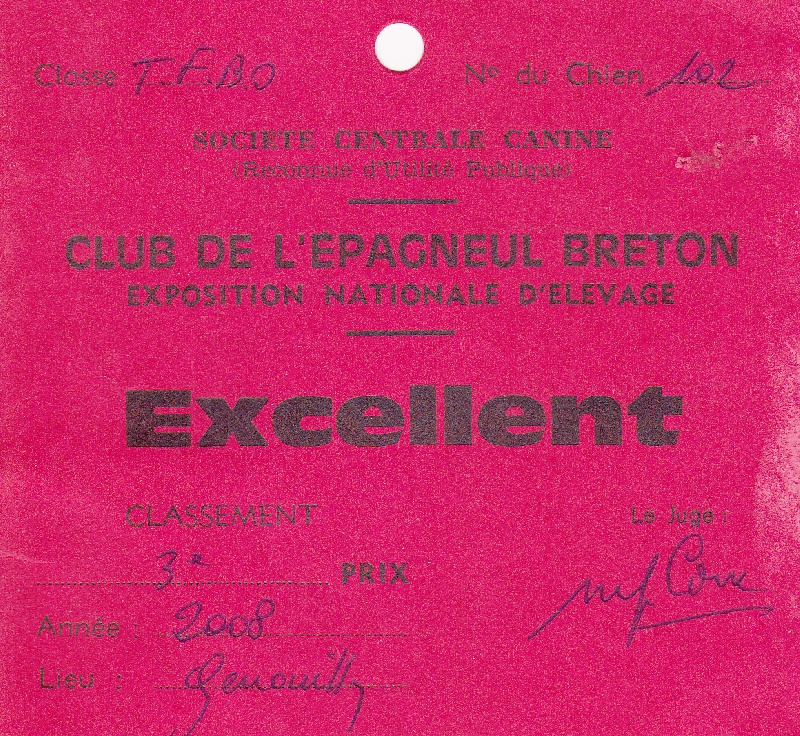 Classe T.F.B.O
N° du Chien 102
SOCIETE CENTRALE CANINE
(Reconnue d'Utilité Publique)
CLUB DE L'EPAGNEUL BRETON
EXPOSITION NATIONALE D'ELEVAGE
Excellent
CLASSEMENT
Le Juge :
3e PRIX
Année : 2008
Lieu : Genouilly